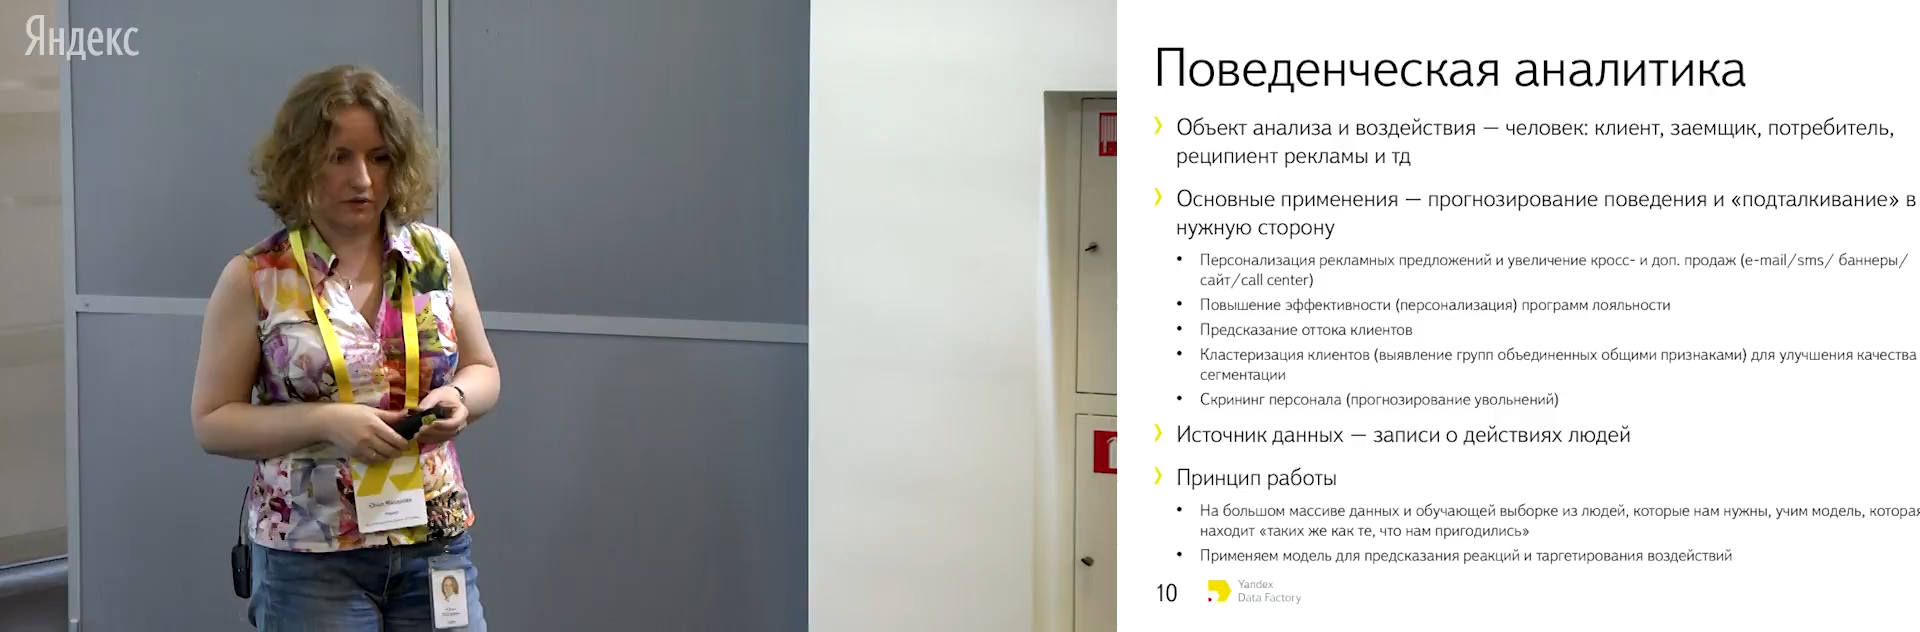 Яндекс
Поведенческая аналитика
Объект анализа и воздействия — человек: клиент, заемщик, потребитель,
реципиент рекламы и тд
Основные применения — прогнозирование поведения и «подталкивание» в
нужную сторону
Персонализация рекламных предложений и увеличение кросс- и доп. продаж (e-mail/sms/ баннеры/
сайт/call center)
Повышение эффективности (персонализация) программ лояльности
Предсказание оттока клиентов
Кластеризация клиентов (выявление групп объединенных общими признаками) для улучшения качества
сегментации
Скрининг персонала (прогнозирование увольнений)
Источник данных — записи о действиях людей
Принцип работы
На большом массиве данных и обучающей выборке из людей, которые нам нужны, учим модель, которая
находит «таких же как те, что нам пригодились»
Применяем модель для предсказания реакций и таргетирования воздействий
10
Yandex
Data Factory